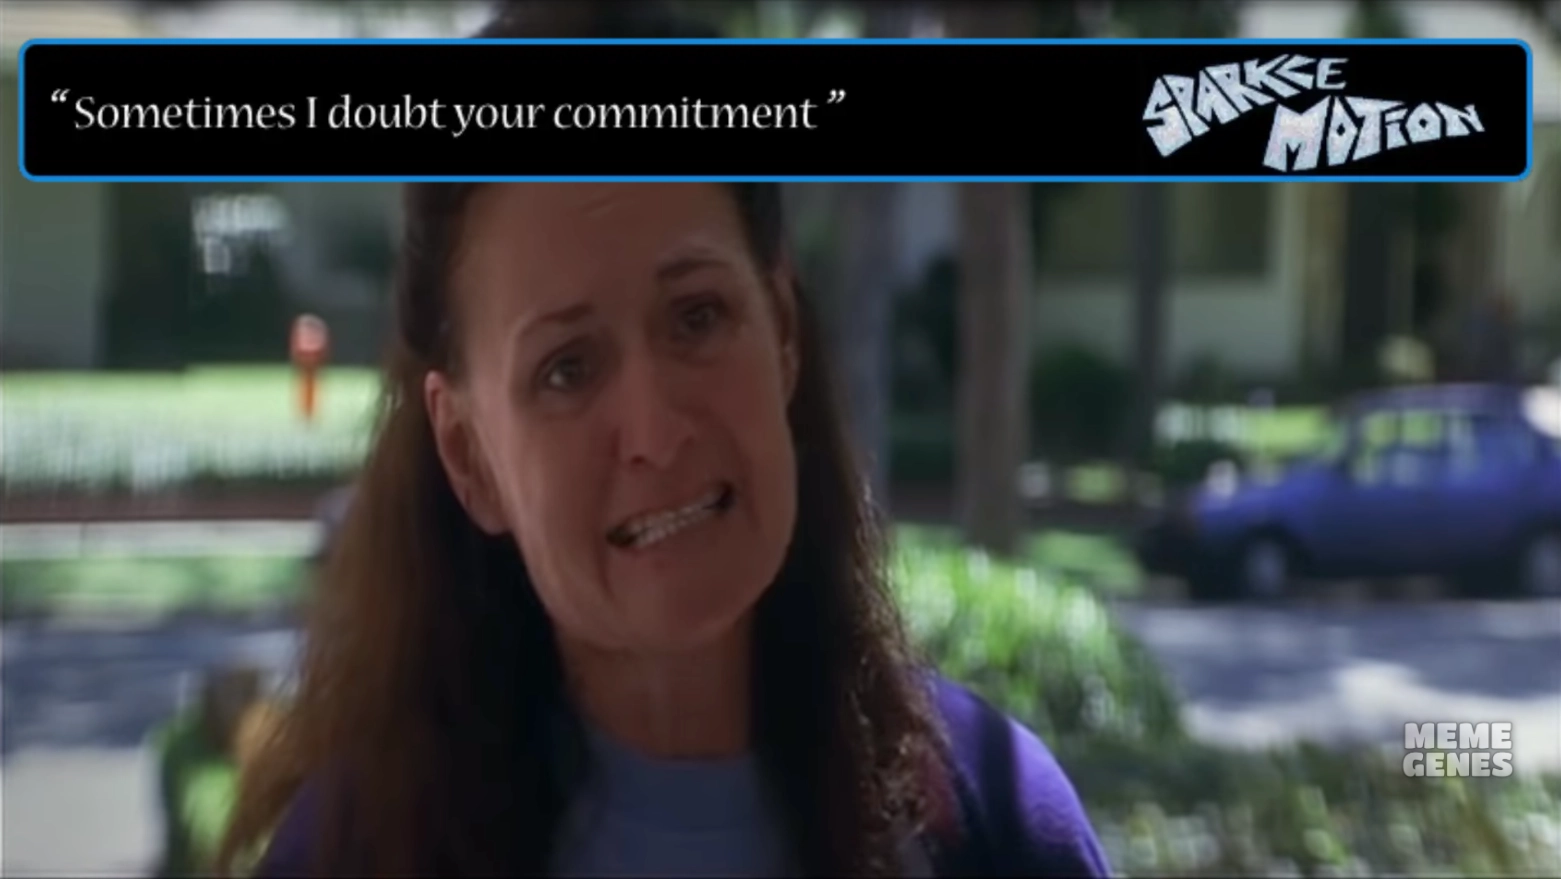 “Sometimes I doubt your commitment”
SPARKLE
MOTION
MEME
GENES